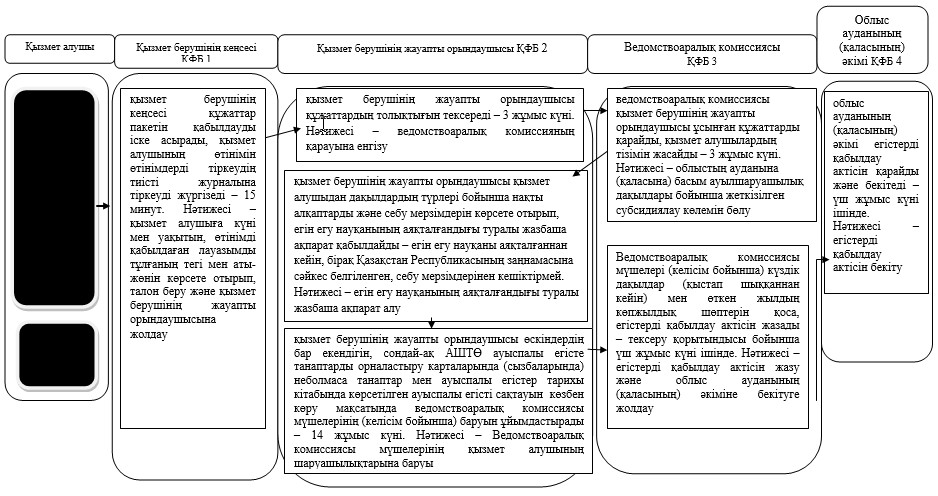 Қызмет алушы
Қызмет берушінің кеңсесі
ҚФБ 1
Қызмет берушінің жауапты орындаушысы ҚФБ 2
Ведомствоаралық комиссиясы
ҚФБ 3
Облыс
ауданының
(қаласының)
әкімі ҚФБ 4
қызмет берушінің
кеңсесі құжаттар
пакетін қабылдауды
іске асырады, қызмет
алушының өтінімін
өтінімдерді тіркеудің
тиісті журналына
тіркеуді жүргізеді – 15
минут. Нәтижесі –
қызмет алушыға күні
мен уақытын, өтінімді
қабылдаған лауазымды
тұлғаның тегі мен аты-
жөнін көрсете отырып,
талон беру және қызмет
берушінің жауапты
орындаушысына
жолдау
қызмет берушінің жауапты орындаушысы
құжаттардың толықтығын тексереді – 3 жұмыс күні.
Нәтижесі – ведомствоаралық комиссияның
қарауына енгізу
қызмет берушінің жауапты орындаушысы қызмет
алушыдан дақылдардың түрлері бойынша нақты
алқаптарды және себу мерзімдерін көрсете отырып,
егін егу науқанының аяқталғандығы туралы жазбаша
ақпарат қабылдайды – егін егу науқаны аяқталғаннан
кейін, бірақ Қазақстан Республикасының заңнамасына
сәйкес белгіленген, себу мерзімдерінен кешіктірмей.
Нәтижесі – егін егу науқанының аяқталғандығы туралы
жазбаша ақпарат алу
қызмет берушінің жауапты орындаушысы өскіндердің
бар екендігін, сондай-ақ АШТӨ ауыспалы егісте
танаптарды орналастыру карталарында (сызбаларында)
неболмаса танаптар мен ауыспалы егістер тарихы
кітабында көрсетілген ауыспалы егісті сақтауын көзбен
көру мақсатында ведомствоаралық комиссиясы
мүшелерінің (келісім бойынша) баруын ұйымдастырады
– 14 жұмыс күні. Нәтижесі – Ведомствоаралық
комиссиясы мүшелерінің қызмет алушының
шаруашылықтарына баруы
ведомствоаралық комиссиясы
қызмет берушінің жауапты
орындаушысы ұсынған құжаттарды
қарайды, қызмет алушылардың
тізімін жасайды – 3 жұмыс күні.
Нәтижесі – облыстың ауданына
(қаласына) басым ауылшаруашылық
дақылдары бойынша жеткізілген
субсидиялау көлемін бөлу
Ведомствоаралық комиссиясы
мүшелері (келісім бойынша) күздік
дақылдар (қыстап шыққаннан
кейін) мен өткен жылдың
көпжылдық шөптерін қоса,
егістерді қабылдау актісін жазады
– тексеру қорытындысы бойынша
үш жұмыс күні ішінде. Нәтижесі –
егістерді қабылдау актісін жазу
және облыс ауданының
(қаласының) әкіміне бекітуге
жолдау
облыс
ауданының
(қаласының)
әкімі егістерді
қабылдау
актісін қарайды
және бекітеді –
үш жұмыс күні
ішінде.
Нәтижесі –
егістерді
қабылдау
актісін бекіту